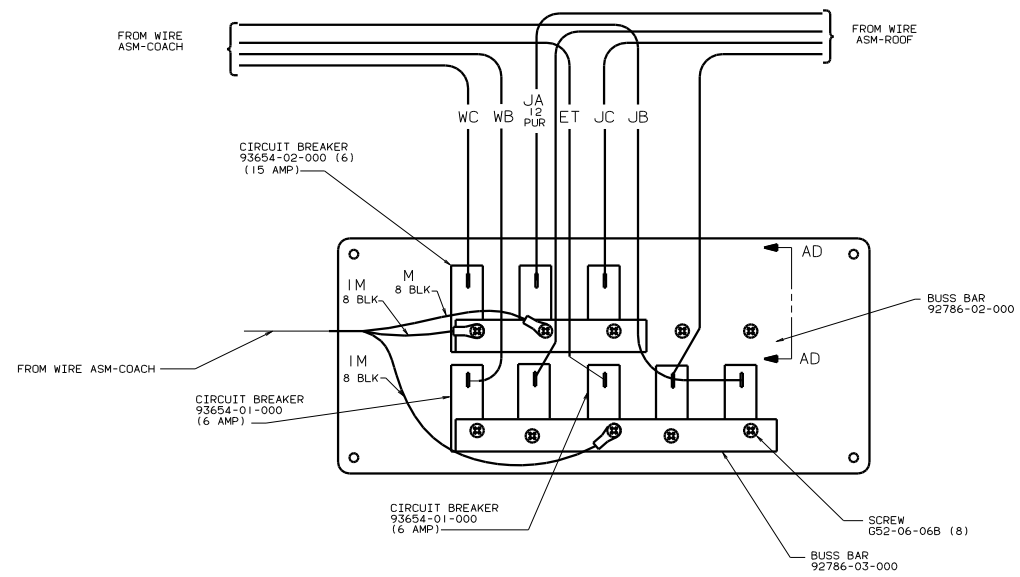 FROM WIRE
ASM-COACH
FROM WIRE
ASM-ROOF
WC
WB
JA
12
PUR
ET
JC
JB
CIRCUIT BREAKER
93654-02-000 (6)
(15 AMP)
AD
M
8 BLK
1M
8 BLK
BUSS BAR
92786-02-000
AD
1M
8 BLK
FROM WIRE ASM-COACH
CIRCUIT BREAKER
93654-01-000
(6 AMP)
CIRCUIT BREAKER
93654-01-000
(6 AMP)
SCREW
G52-06-06B (8)
BUSS BAR
92786-03-000